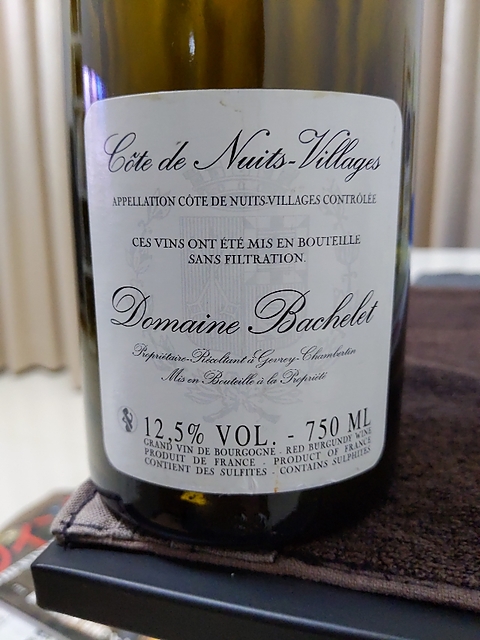 Côte de Nuits-Villages
APPELLATION CÔTE DE NUITS-VILLAGES CONTRÔLÉE
CES VINS ONT ÉTÉ MIS EN BOUTEILLE
SANS FILTRATION.
Domaine Bachelet
Propriétaire-Récoltant à Gevrey-Chambertin
Mis en Bouteille à la Propriété
12,5% VOL. - 750 ML
GRAND VIN DE BOURGOGNE - RED BURGUNDY WINE
PRODUIT DE FRANCE - PRODUCT OF FRANCE
CONTIENT DES SULFITES - CONTAINS SULPHITES